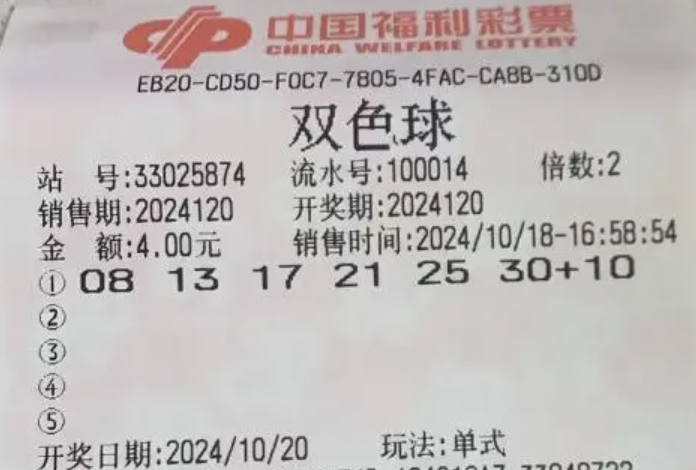 中国福利彩票
CHINA WELFARE LOTTERY
EB20-CD50-F0C7-7805-4FAC-CA8B-310D
双色球
站 号:33025874 流水号:100014 倍数:2
销售期:2024120 开奖期:2024120
金 额:4.00元 销售时间:2024/10/18-16:58:54
① 08 13 17 21 25 30+10
②
③
④
⑤
开奖日期:2024/10/20 玩法:单式